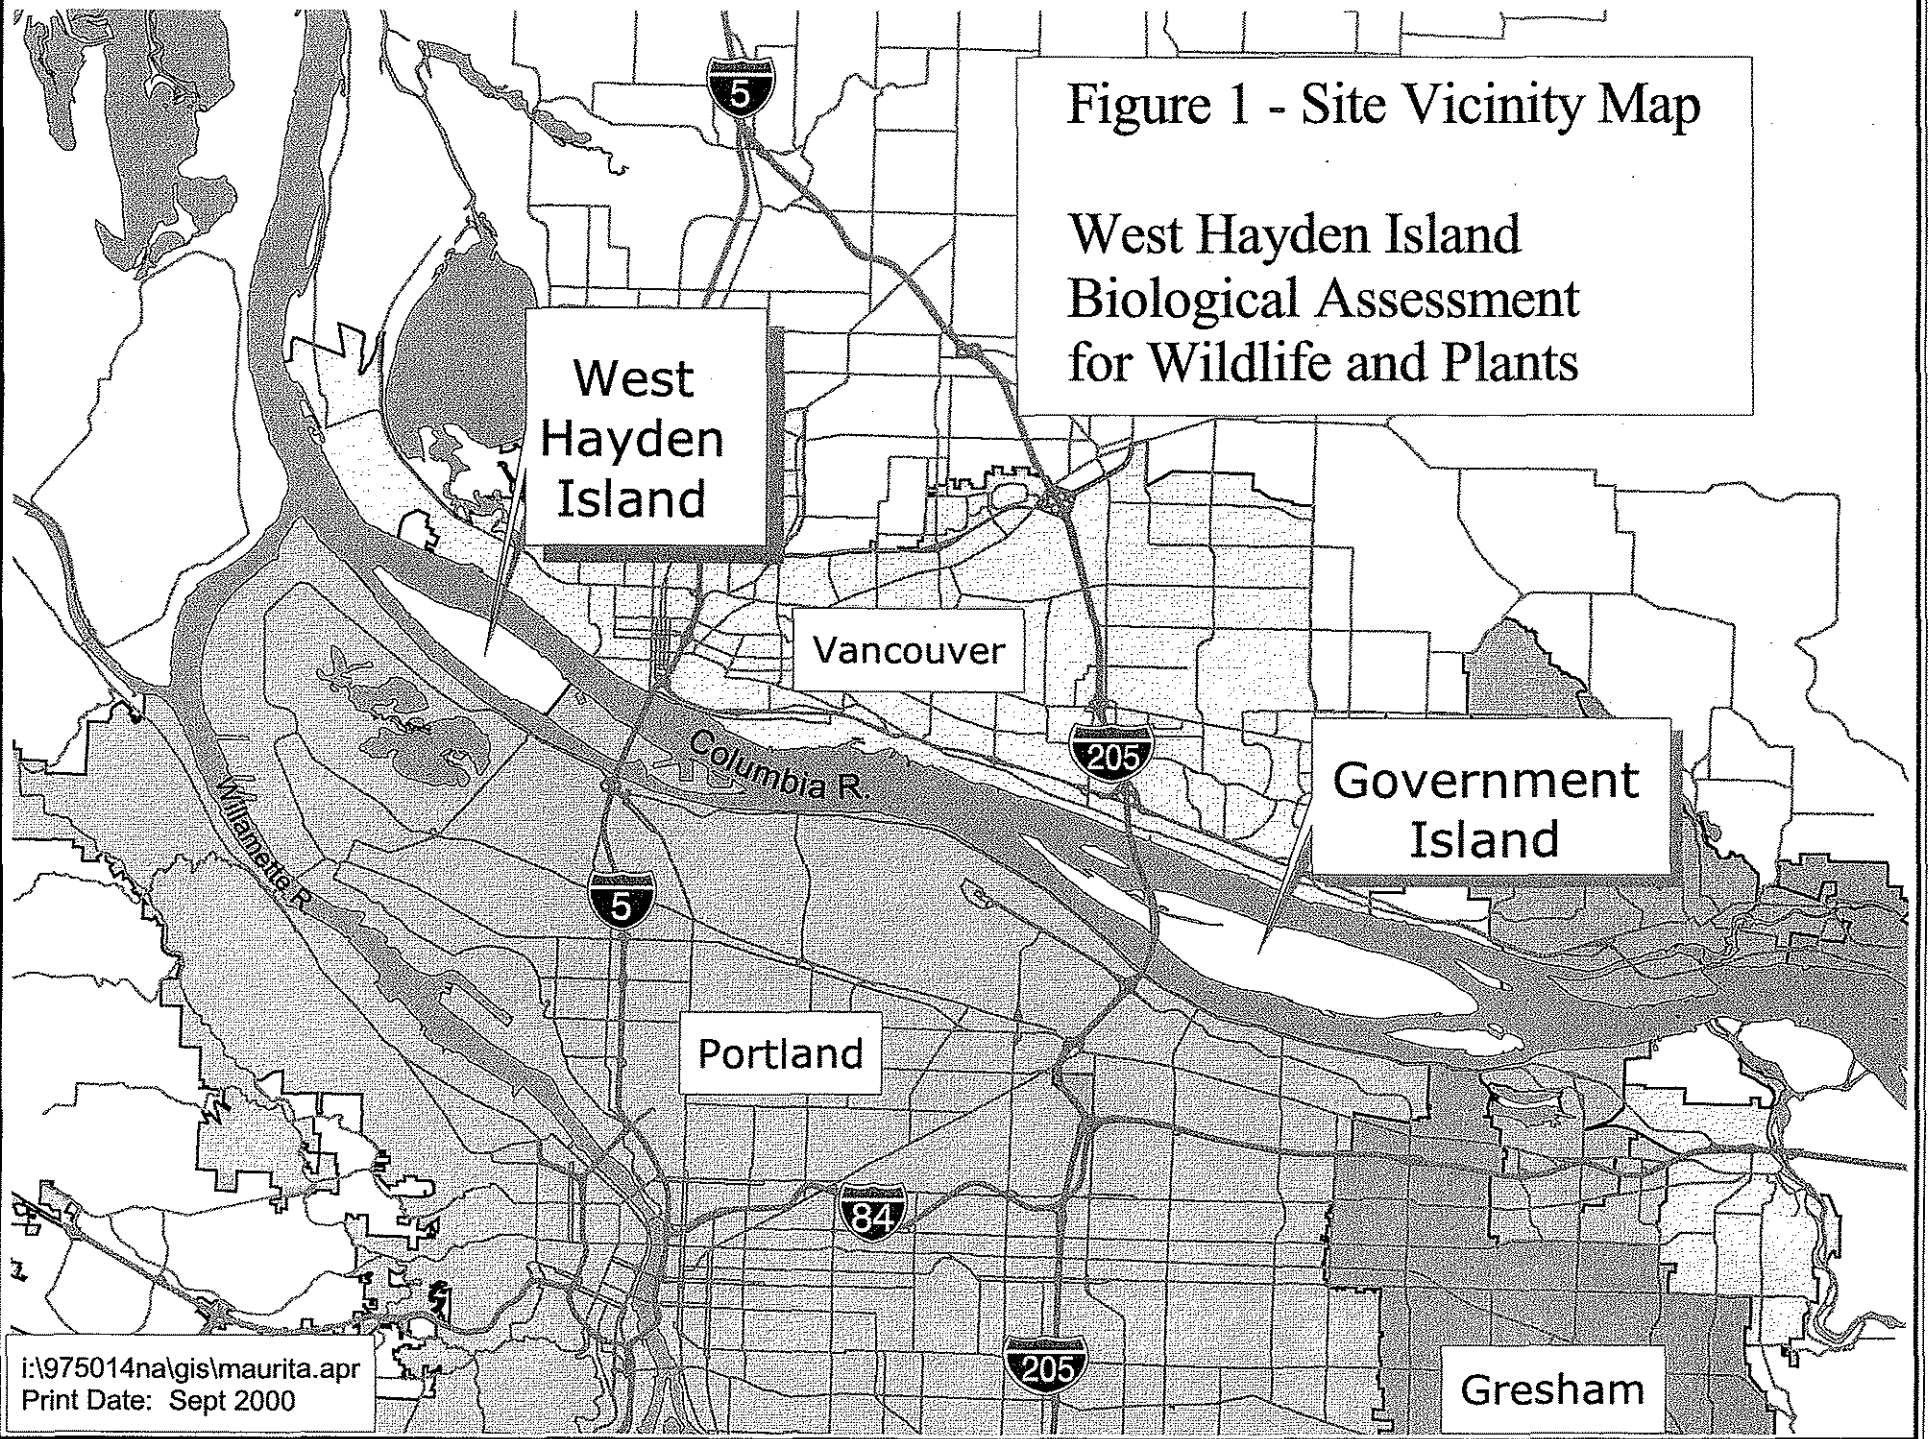 5
Figure 1 - Site Vicinity Map
West Hayden Island
Biological Assessment
for Wildlife and Plants
West
Hayden
Island
Vancouver
Columbia R.
205
Government
Island
Willamette R.
5
Portland
84
205
Gresham
i:\975014na\gis\maurita.apr
Print Date: Sept 2000